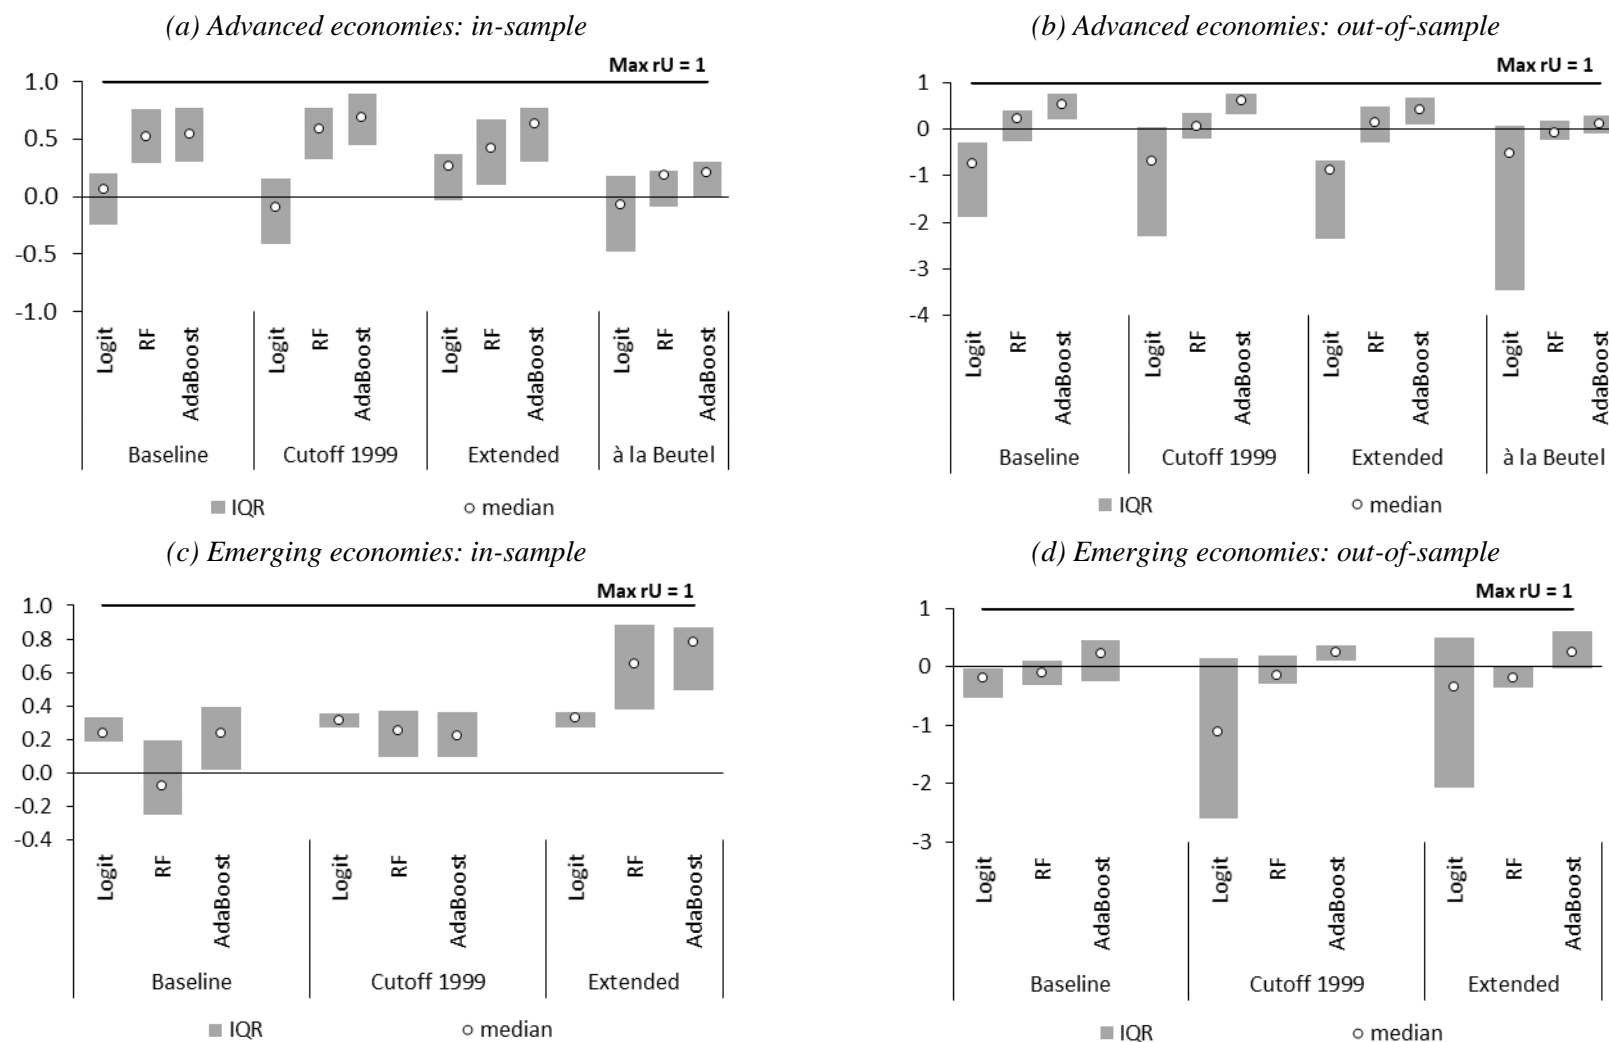 (a) Advanced economies: in-sample
Max rU = 1
1.0
0.5
0.0
-0.5
-1.0
Logit
RF
AdaBoost
Logit
RF
AdaBoost
Logit
RF
AdaBoost
Logit
RF
AdaBoost
Baseline
Cutoff 1999
Extended
à la Beutel
IQR
median
(b) Advanced economies: out-of-sample
Max rU = 1
1
0
-1
-2
-3
-4
Logit
RF
AdaBoost
Logit
RF
AdaBoost
Logit
RF
AdaBoost
Logit
RF
AdaBoost
Baseline
Cutoff 1999
Extended
à la Beutel
IQR
median
(c) Emerging economies: in-sample
Max rU = 1
1.0
0.8
0.6
0.4
0.2
0.0
-0.2
-0.4
Logit
RF
AdaBoost
Logit
RF
AdaBoost
Logit
RF
AdaBoost
Baseline
Cutoff 1999
Extended
IQR
median
(d) Emerging economies: out-of-sample
Max rU = 1
1
0
-1
-2
-3
Logit
RF
AdaBoost
Logit
RF
AdaBoost
Logit
RF
AdaBoost
Baseline
Cutoff 1999
Extended
IQR
median